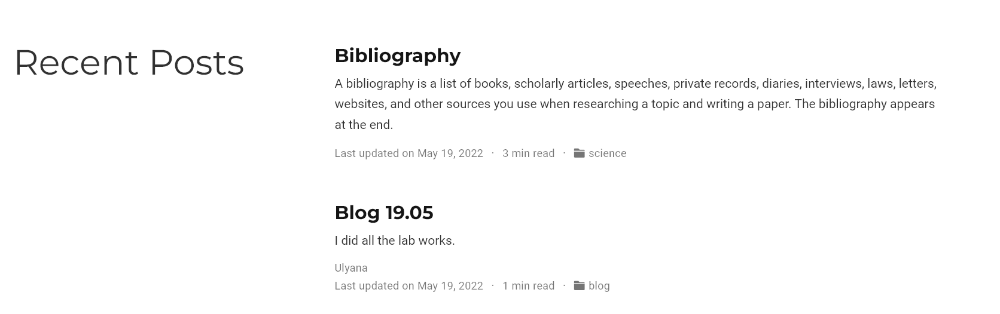 Recent Posts
Bibliography
A bibliography is a list of books, scholarly articles, speeches, private records, diaries, interviews, laws, letters,
websites, and other sources you use when researching a topic and writing a paper. The bibliography appears
at the end.
Last updated on May 19, 2022 · 3 min read · science
Blog 19.05
I did all the lab works.
Ulyana
Last updated on May 19, 2022 · 1 min read · blog